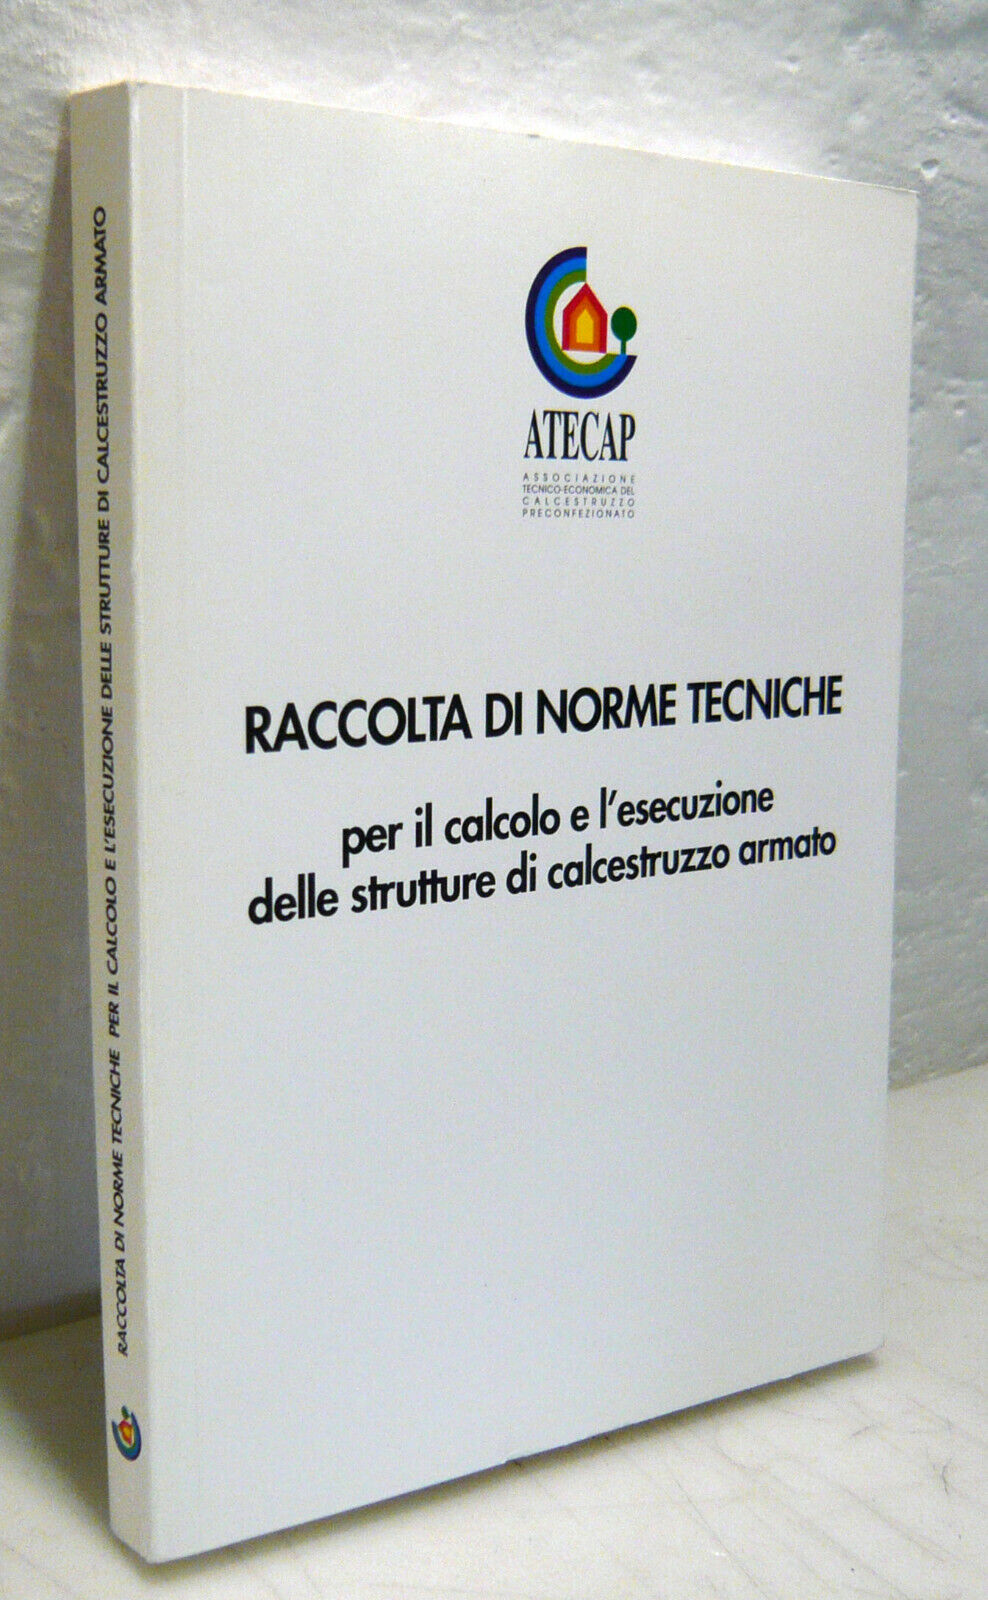 ATECAP
ASSOCIAZIONE
TECNICO-ECONOMICA DEL
CALCESTRUZZO
PRECONFEZIONATO
RACCOLTA DI NORME TECNICHE
per il calcolo e l'esecuzione
delle strutture di calcestruzzo armato
RACCOLTA DI NORME TECNICHE PER IL CALCOLO E L'ESECUZIONE DELLE STRUTTURE DI CALCESTRUZZO ARMATO